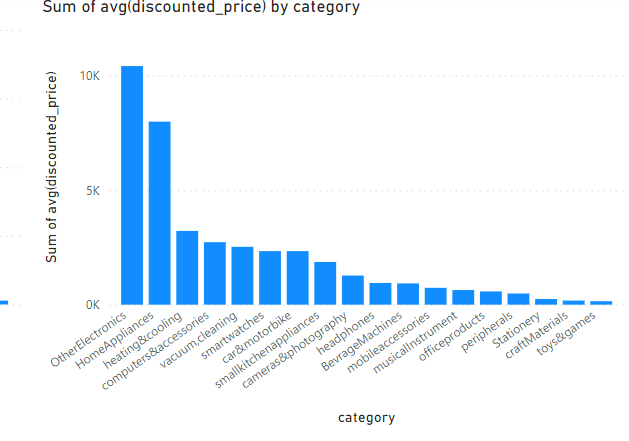 Sum of avg(discounted_price) by category
Sum of avg(discounted_price)
10K
5K
0K
OtherElectronics
HomeAppliances
heating&cooling
computers&accessories
vacuum,cleaning
smartwatches
car&motorbike
smallkitchenappliances
cameras&photography
headphones
BevrageMachines
mobileaccessories
musicalInstrument
officeproducts
peripherals
Stationery
craftMaterials
toys&games
category